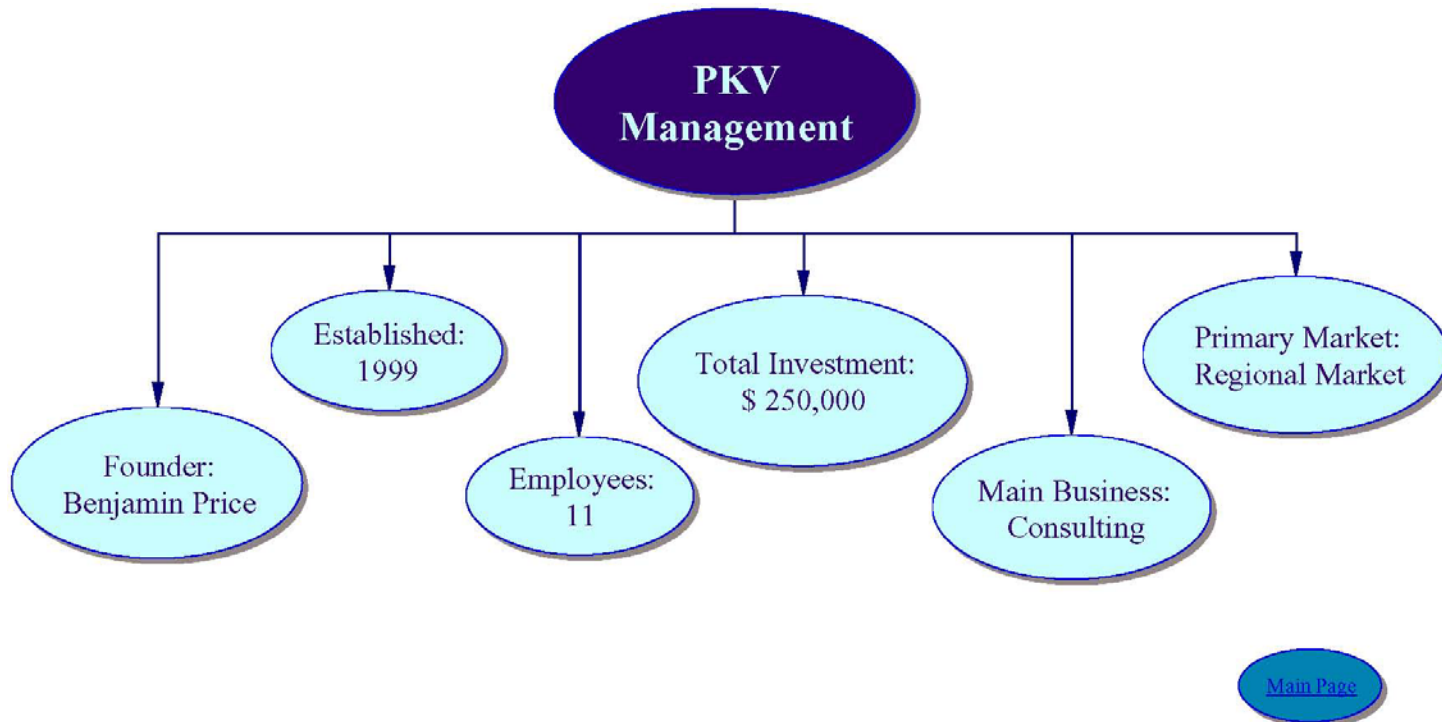 PKV
Management
Established:
1999
Total Investment:
$ 250,000
Primary Market:
Regional Market
Founder:
Benjamin Price
Employees:
11
Main Business:
Consulting
Main Page